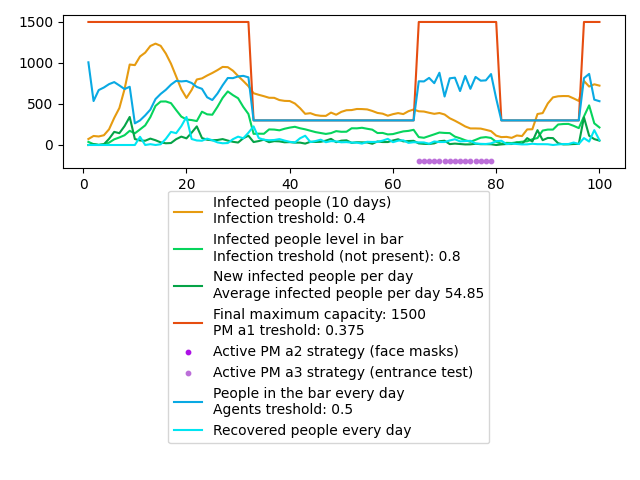 1500
1000
500
0
0
20
40
60
80
100
Infected people (10 days)
Infection treshold: 0.4
Infected people level in bar
Infection treshold (not present): 0.8
New infected people per day
Average infected people per day 54.85
Final maximum capacity: 1500
PM a1 treshold: 0.375
Active PM a2 strategy (face masks)
Active PM a3 strategy (entrance test)
People in the bar every day
Agents treshold: 0.5
Recovered people every day